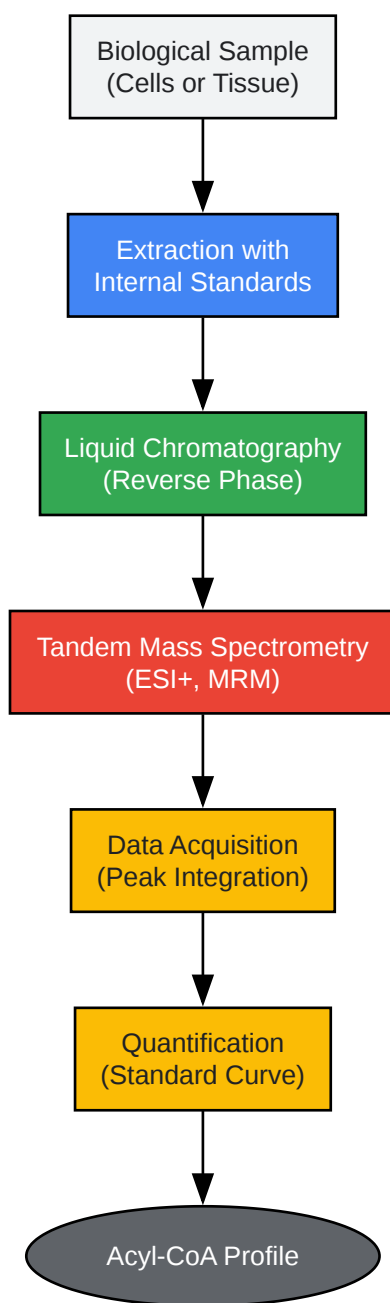 Biological Sample
(Cells or Tissue)
Extraction with
Internal Standards
Liquid Chromatography
(Reverse Phase)
Tandem Mass Spectrometry
(ESI+, MRM)
Data Acquisition
(Peak Integration)
Quantification
(Standard Curve)
Acyl-CoA Profile